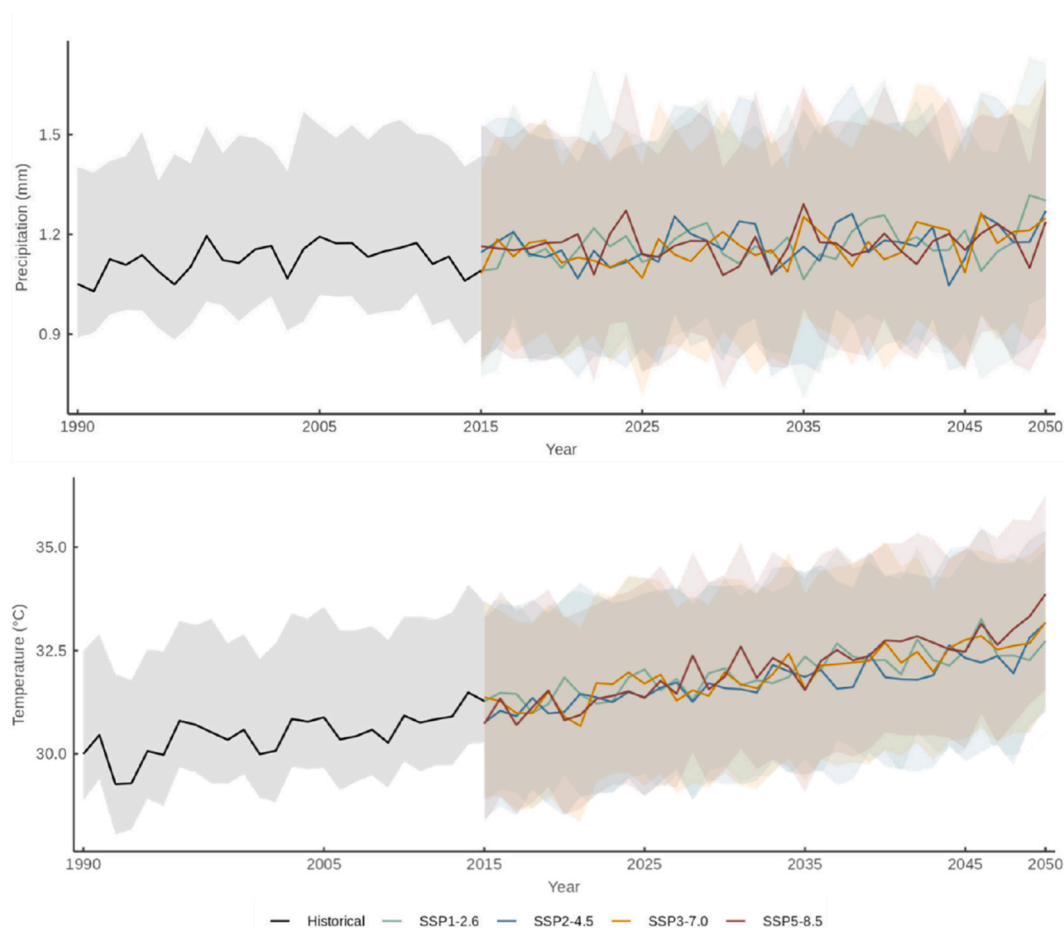 Precipitation (mm)
1.5
1.2
0.9
1990 2005 2015 2025 2035 2045 2050
Year
Temperature (°C)
35.0
32.5
30.0
1990 2005 2015 2025 2035 2045 2050
Year
Historical SSP1-2.6 SSP2-4.5 SSP3-7.0 SSP5-8.5